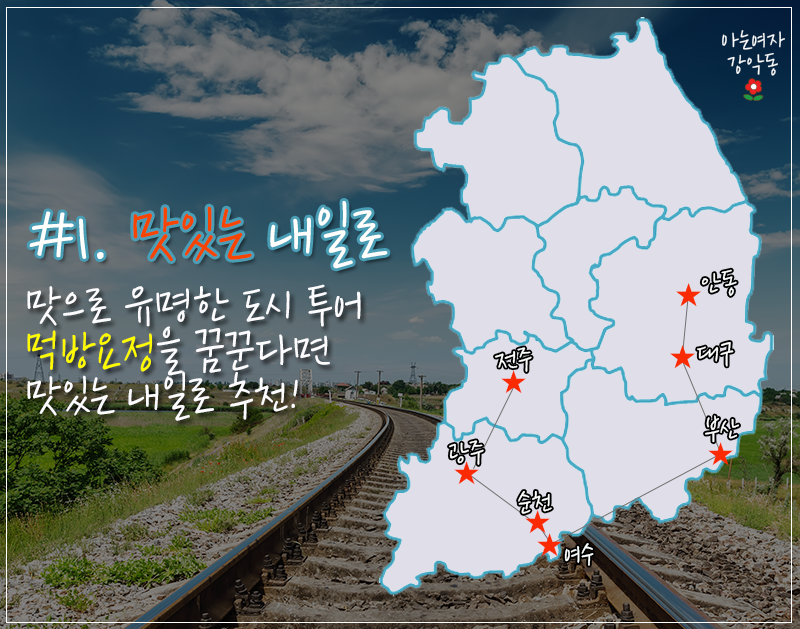 아는여자
강악동
#1. 맛있는 내일로
맛으로 유명한 도시 투어
먹방요정을 꿈꾼다면
맛있는 내일로 추천!
안동
대구
전주
부산
광주
순천
여수